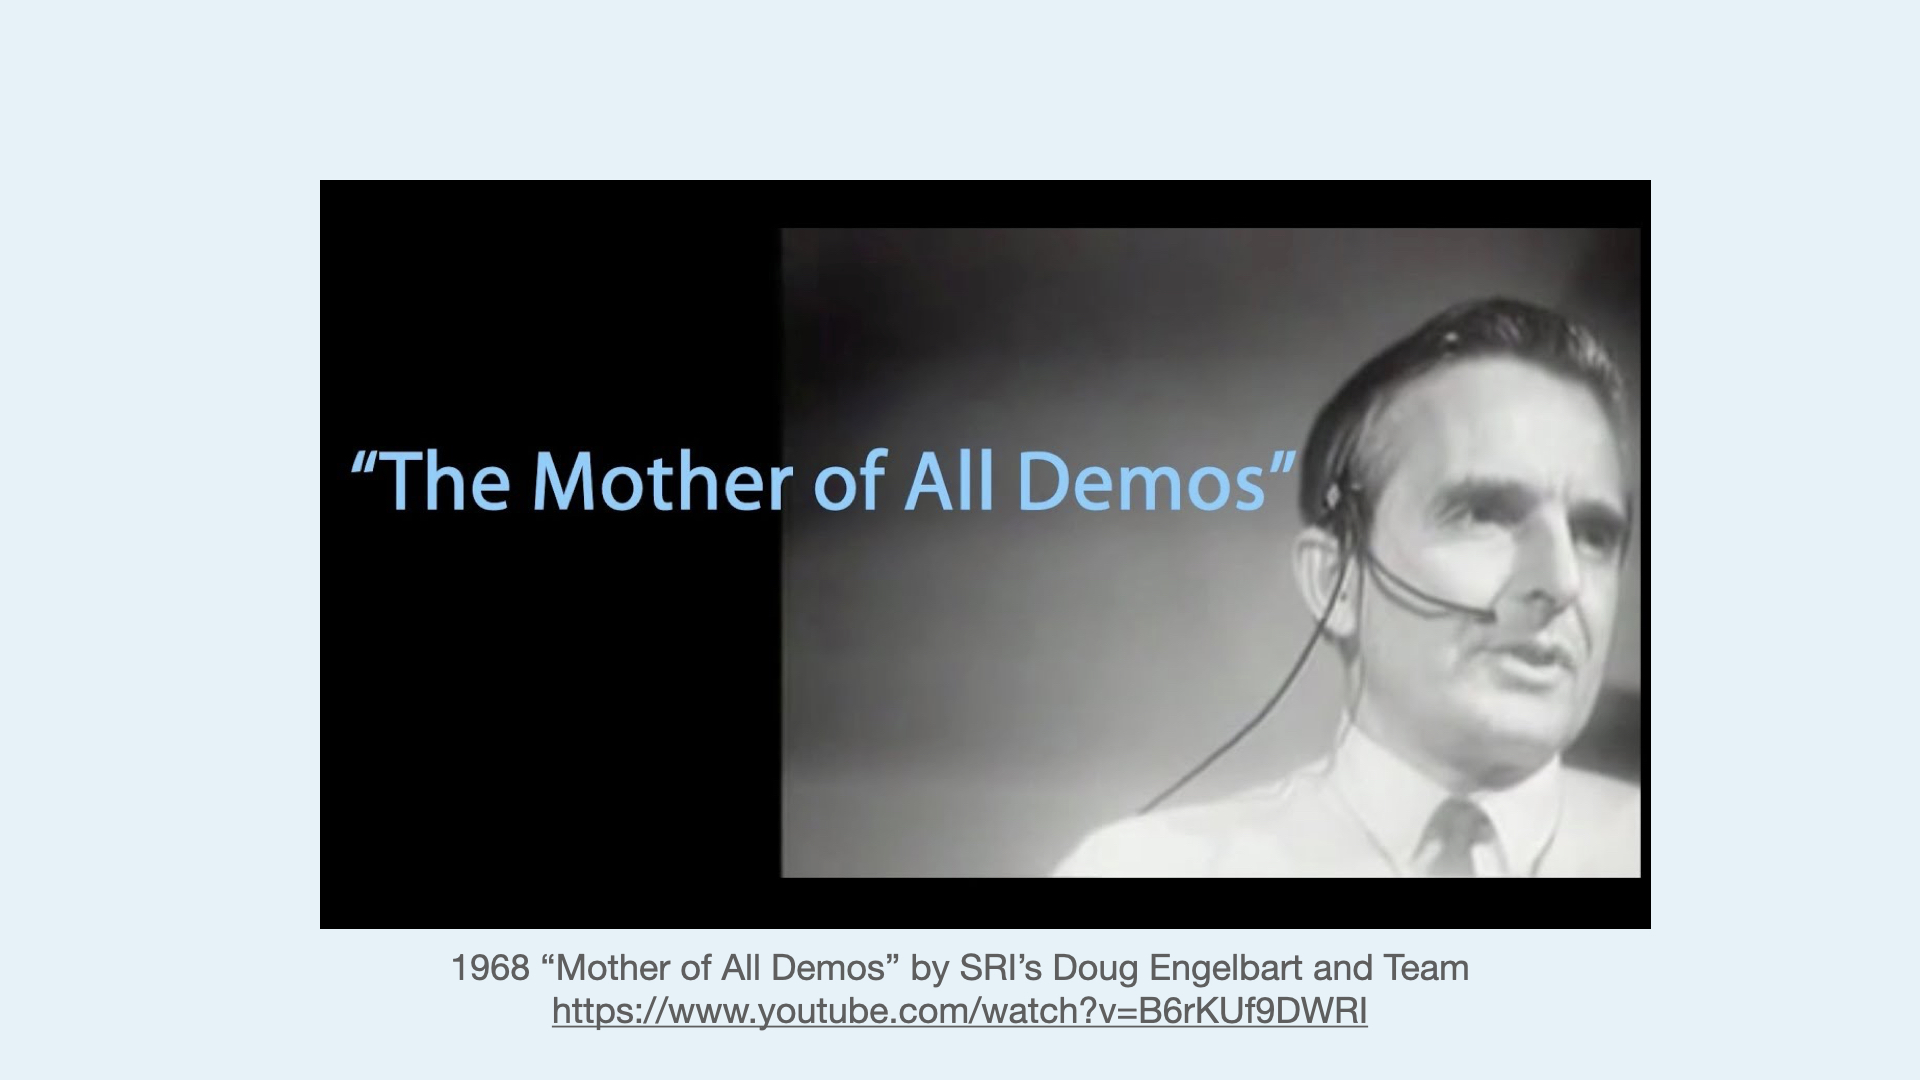 “The Mother of All Demos”
1968 “Mother of All Demos” by SRI’s Doug Engelbart and Team
https://www.youtube.com/watch?v=B6rKUf9DWRI